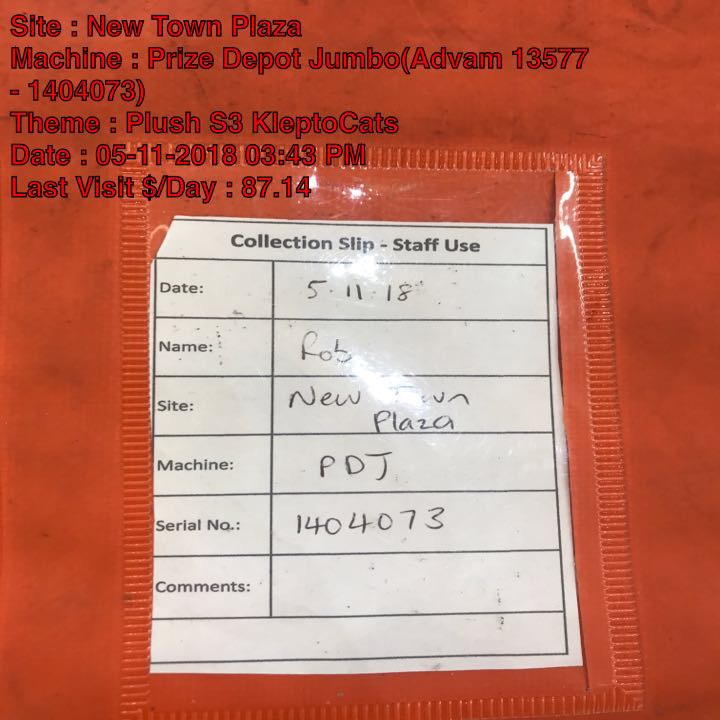 Site : New Town Plaza
Machine : Prize Depot Jumbo(Advam 13577
- 1404073)
Theme : Plush S3 KleptoCats
Date : 05-11-2018 03:43 PM
Last Visit $/Day : 87.14
Collection Slip - Staff Use
Date: 5.11.18
Name: Rob
Site: New Town
Plaza
Machine: PDJ
Serial No.: 1404073
Comments: